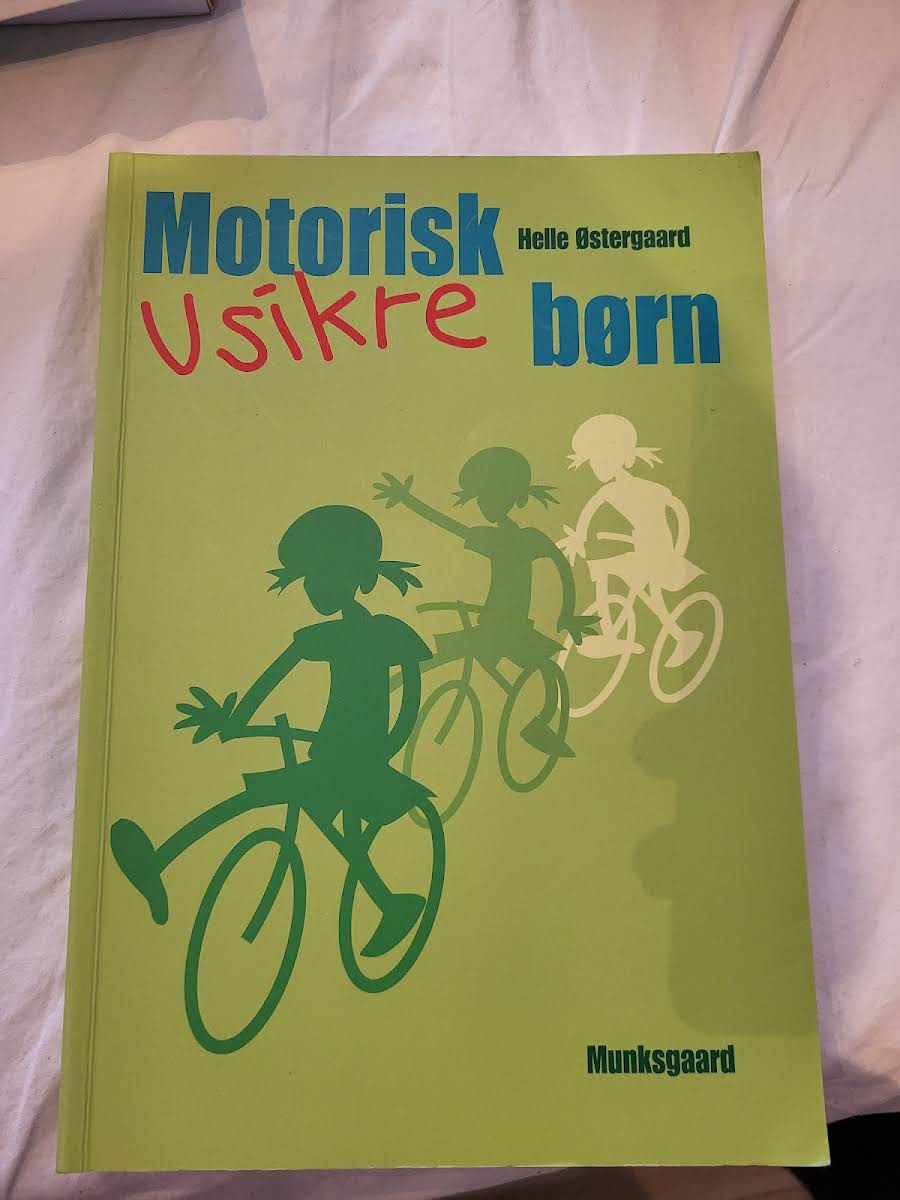 Motorisk
Helle Østergaard
usikre børn
Munksgaard